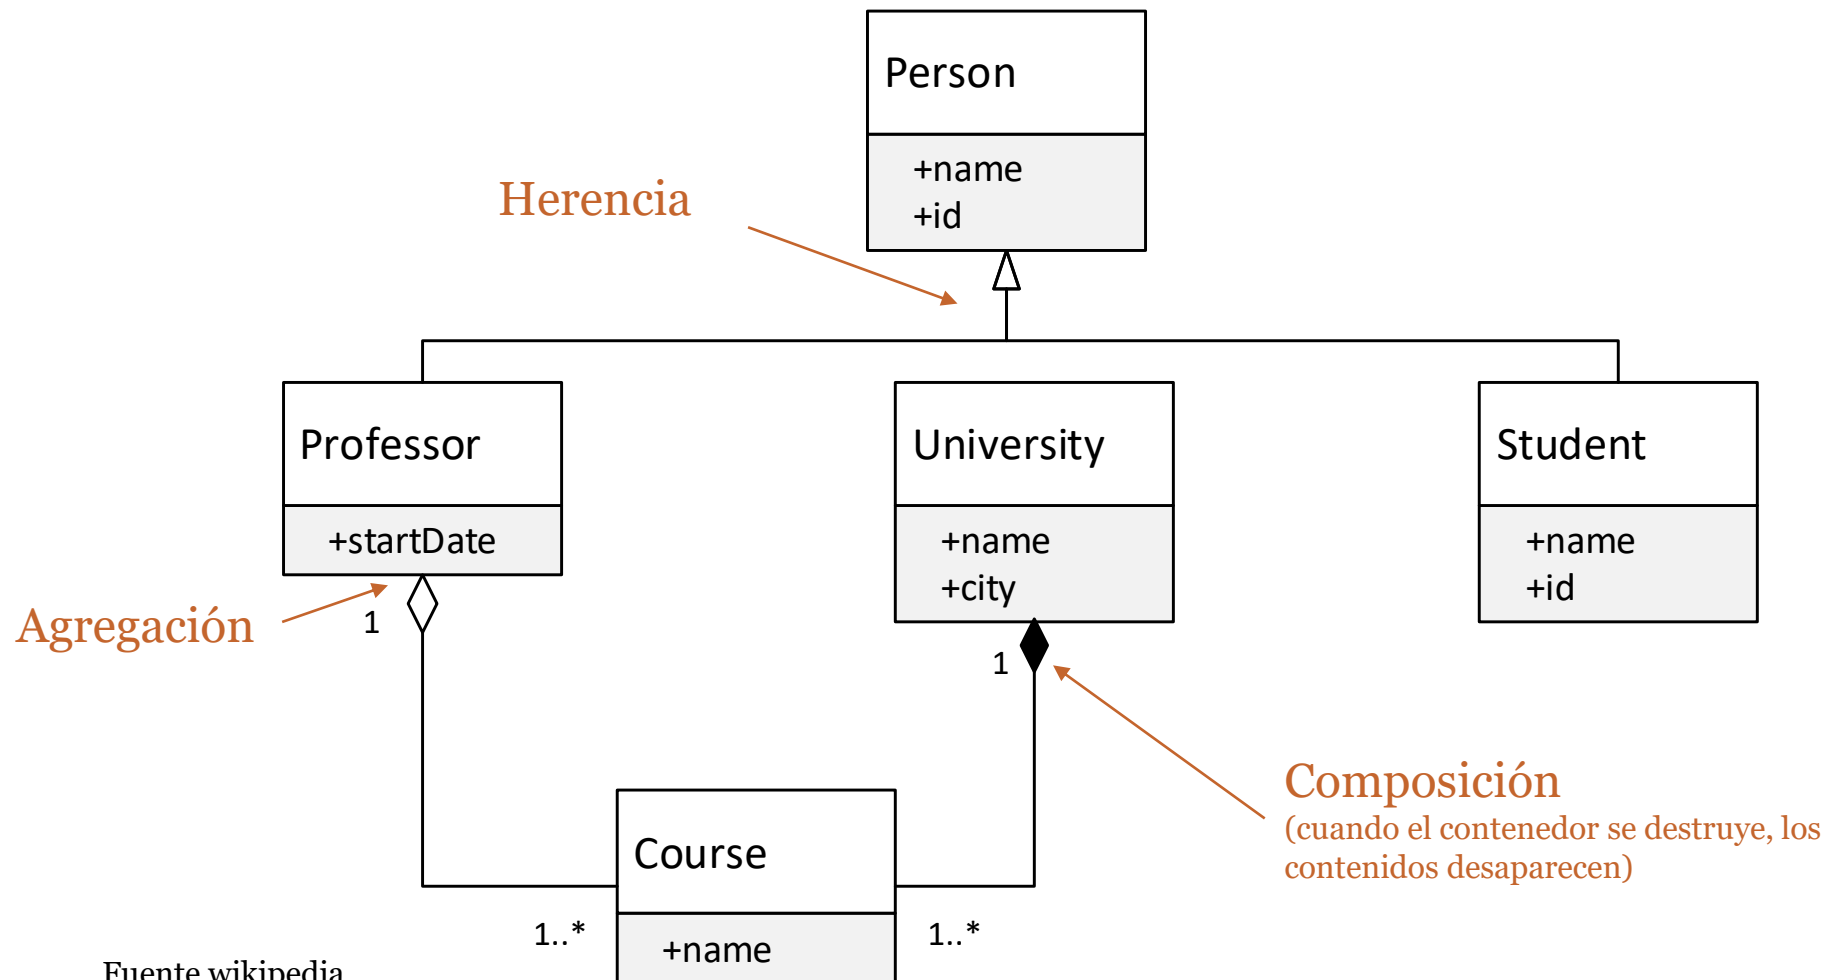 Person
+name
+id
Herencia
Professor
+startDate
University
+name
+city
Student
+name
+id
Agregación
1
1
Composición
(cuando el contenedor se destruye, los
contenidos desaparecen)
Course
+name
1..*
1..*
Fuente wikipedia